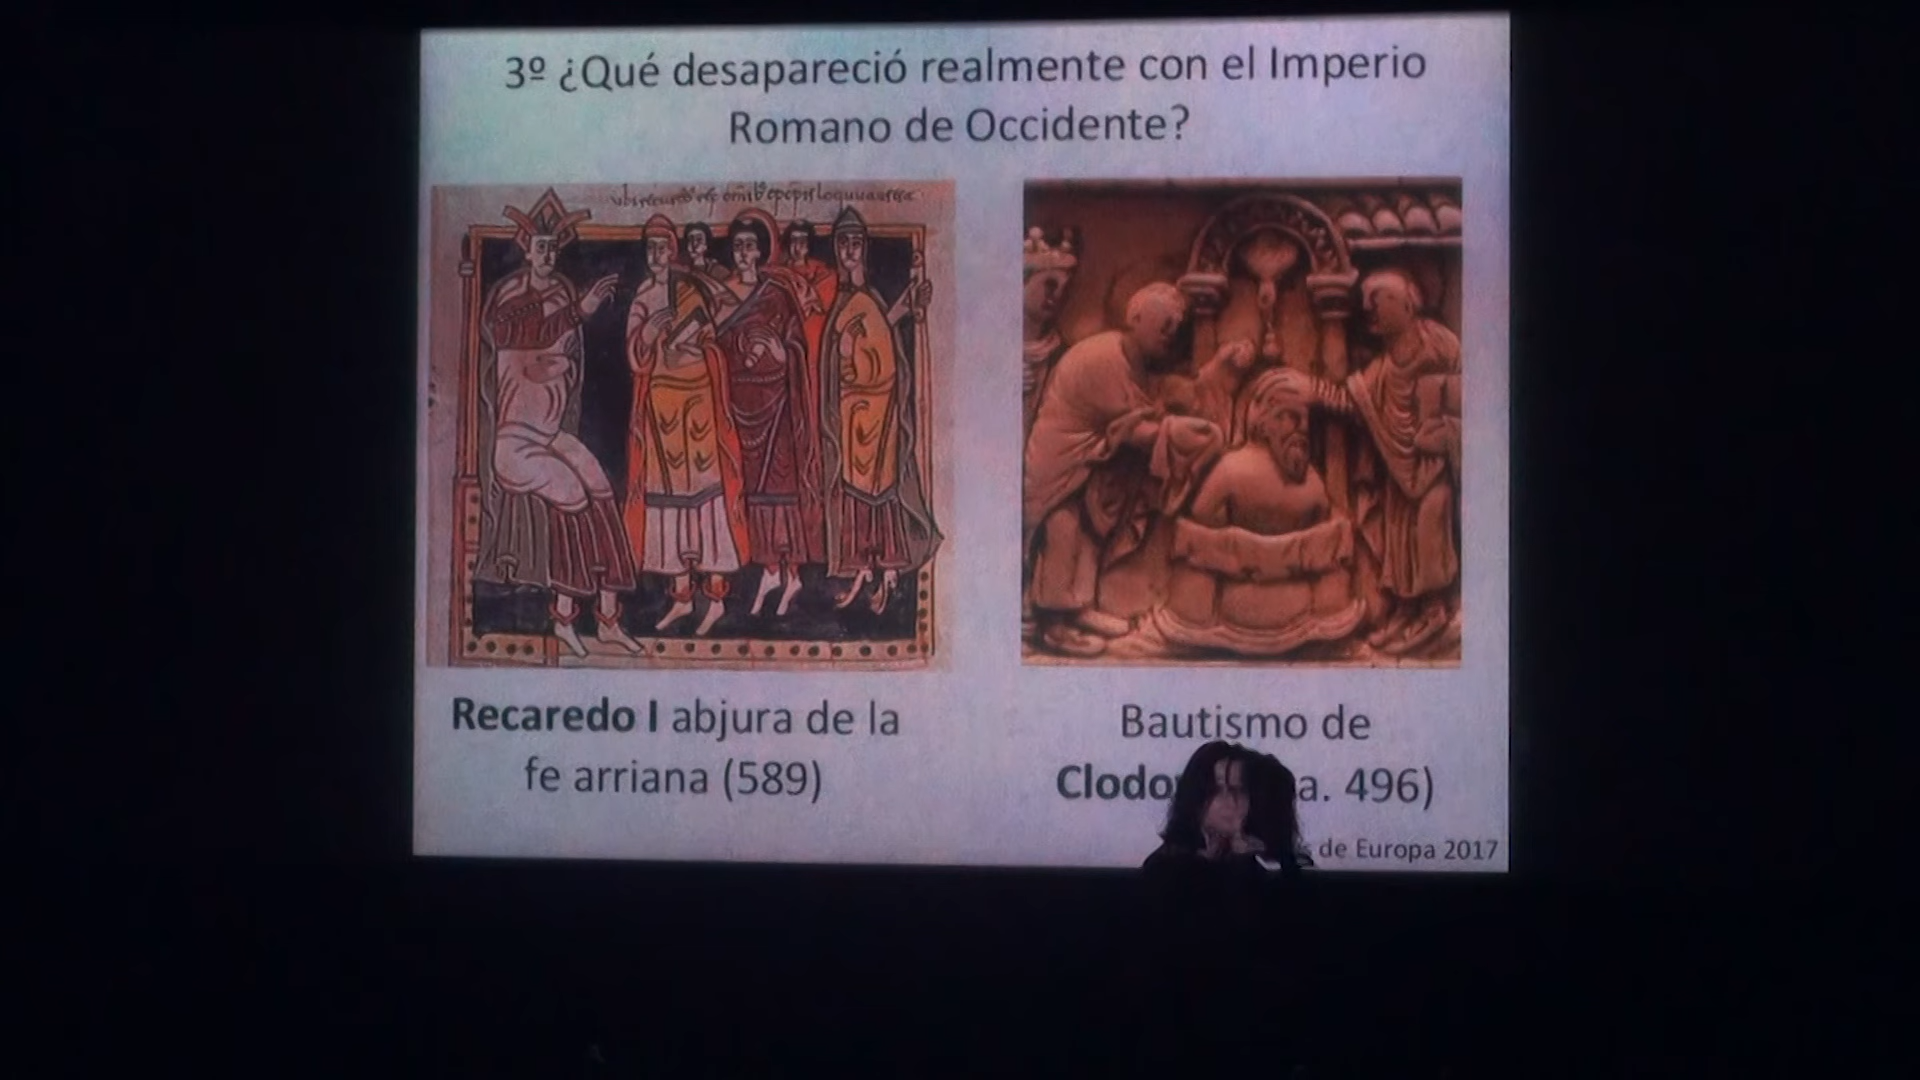 3º ¿Qué desapareció realmente con el Imperio
Romano de Occidente?
Recaredo I abjura de la
fe arriana (589)
Bautismo de
Clodo a. 496)
de Europa 2017